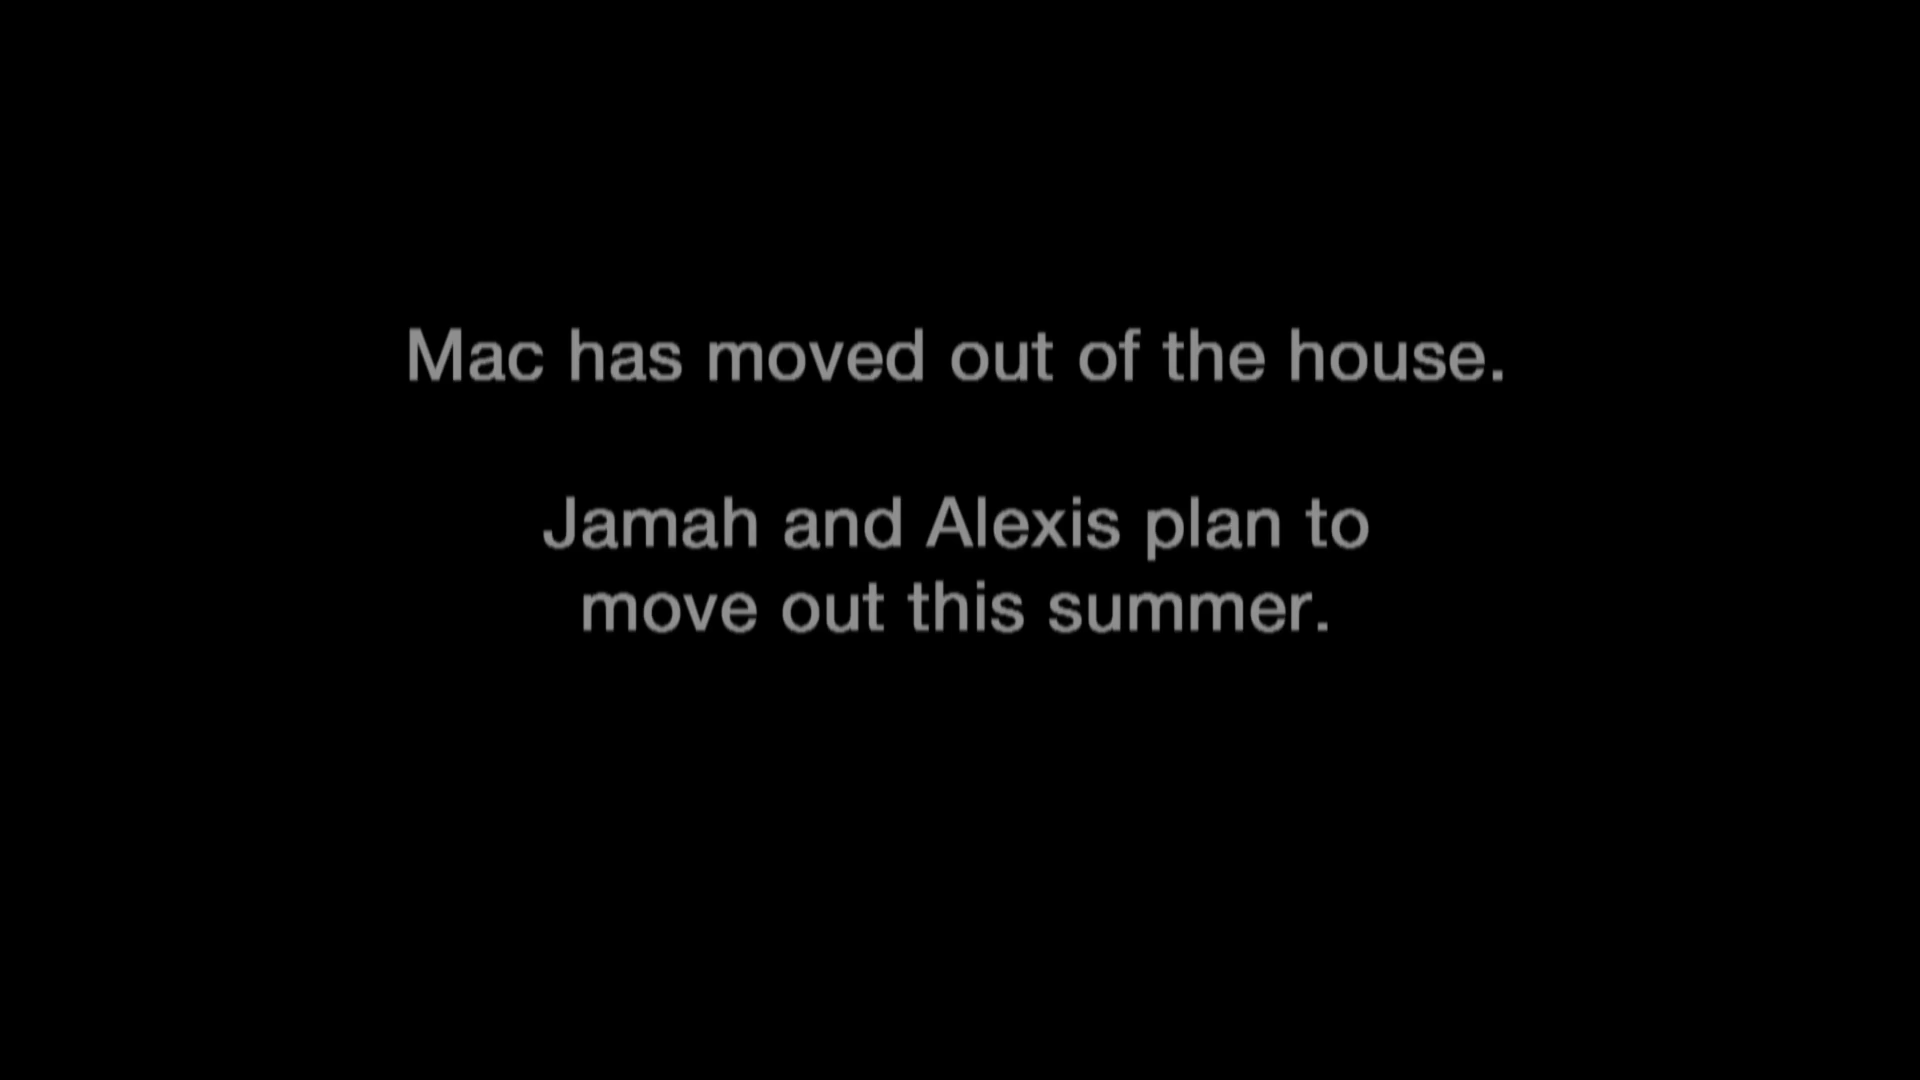 Mac has moved out of the house.
Jamah and Alexis plan to
move out this summer.